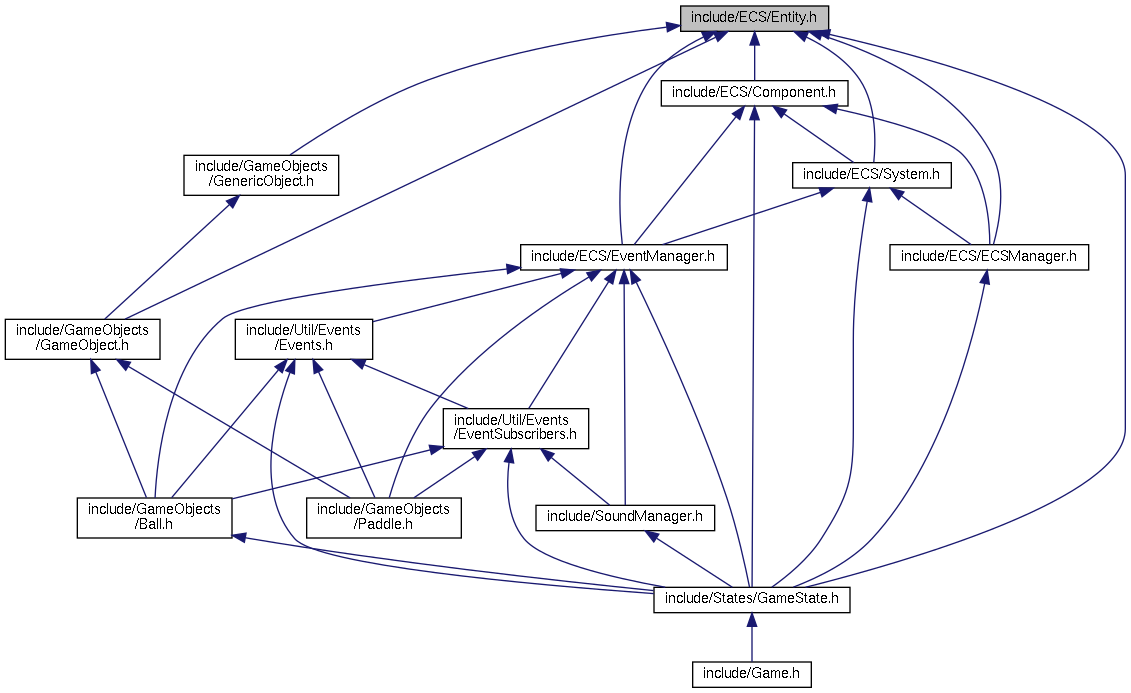 include/ECS/Entity.h
include/ECS/Component.h
include/GameObjects
/GenericObject.h
include/ECS/System.h
include/ECS/EventManager.h
include/ECS/ECSManager.h
include/GameObjects
/GameObject.h
include/Util/Events
/Events.h
include/Util/Events
/EventSubscribers.h
include/GameObjects
/Ball.h
include/GameObjects
/Paddle.h
include/SoundManager.h
include/States/GameState.h
include/Game.h